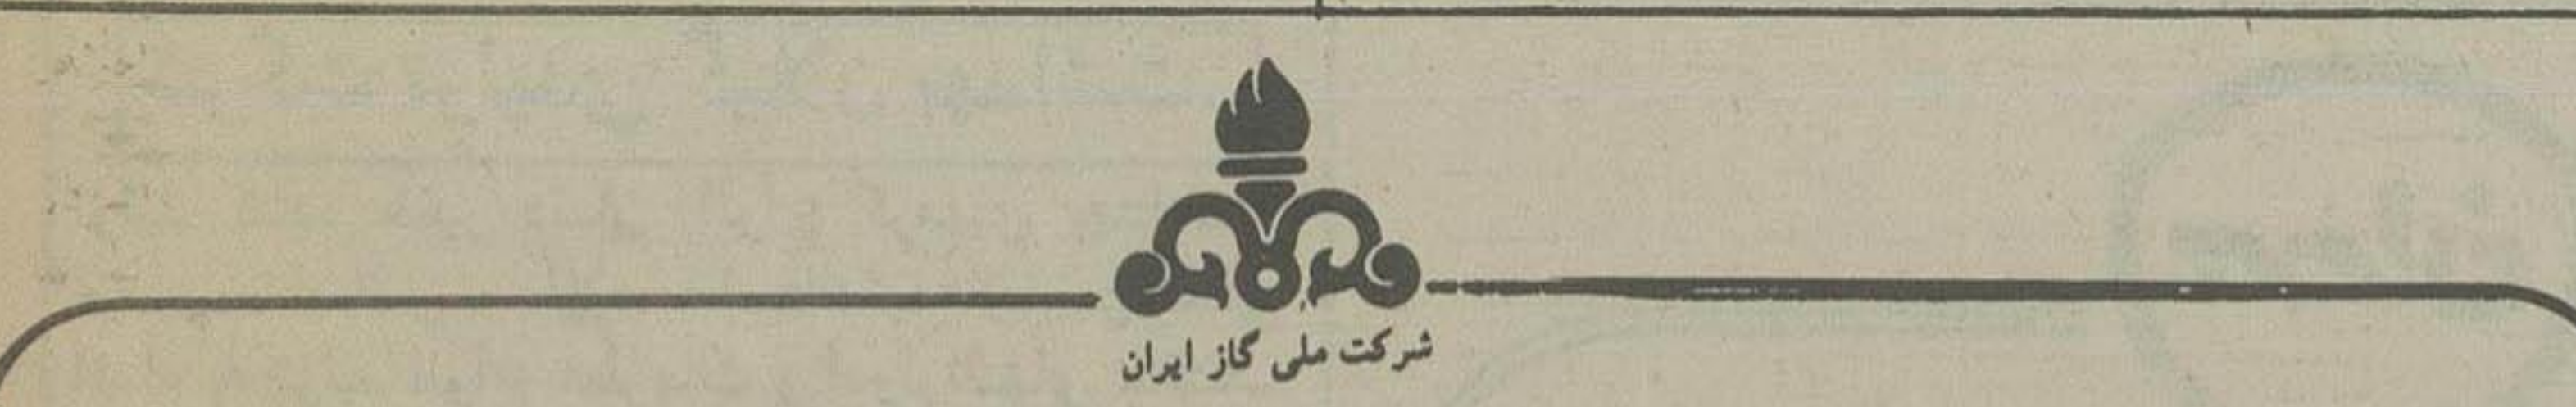 شرکت ملی گاز ایران